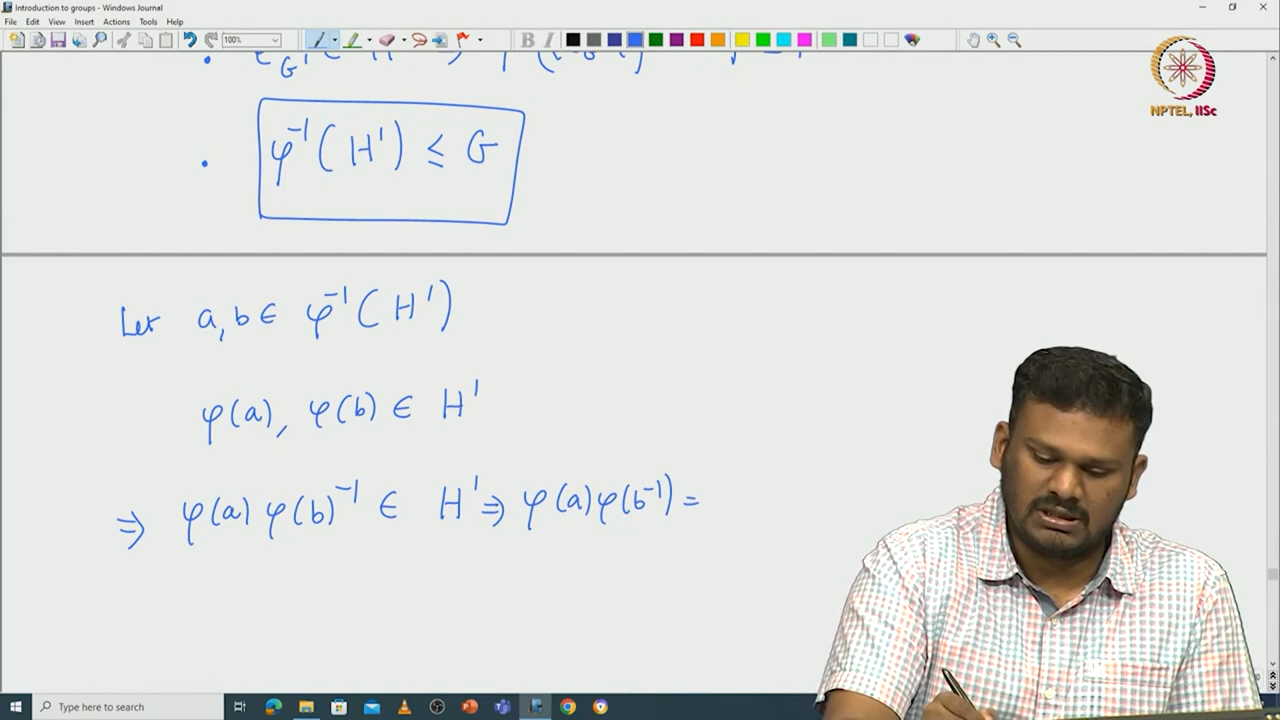 Introduction to groups - Windows Journal
File Edit View Insert Actions Tools Help
100%
NPTEL, IISc
• φ⁻¹(H') ≤ G
Let a, b ∈ φ⁻¹(H')
φ(a), φ(b) ∈ H'
⇒ φ(a) φ(b)⁻¹ ∈ H' ⇒ φ(a)φ(b⁻¹) =
Type here to search